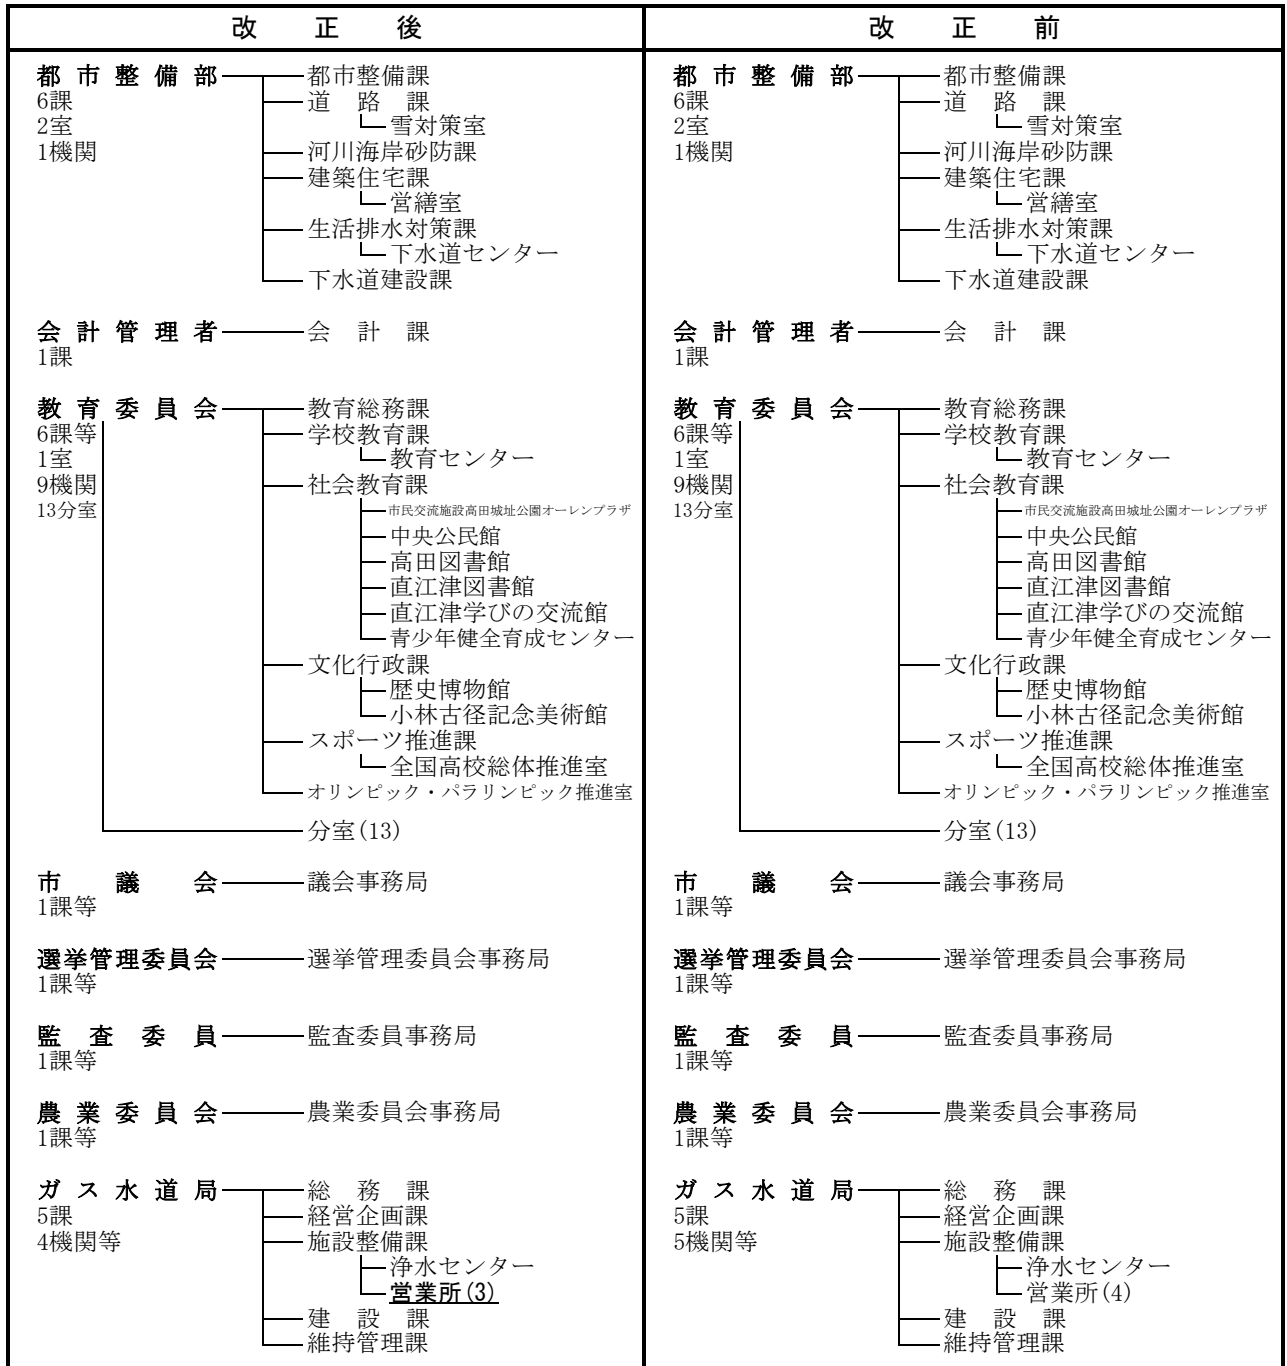 改正後
都市整備部 都市整備課
6課 道路課
2室 雪対策室
1機関 河川海岸砂防課
建築住宅課
営繕室
生活排水対策課
下水道センター
下水道建設課
会計管理者 会計課
1課
教育委員会 教育総務課
6課等 学校教育課
1室 教育センター
9機関 社会教育課
13分室 市民交流施設高田城址公園オーレンプラザ
中央公民館
高田図書館
直江津図書館
直江津学びの交流館
青少年健全育成センター
文化行政課
歴史博物館
小林古径記念美術館
スポーツ推進課
全国高校総体推進室
オリンピック・パラリンピック推進室
分室(13)
市議会 議会事務局
1課等
選挙管理委員会 選挙管理委員会事務局
1課等
監査委員 監査委員事務局
1課等
農業委員会 農業委員会事務局
1課等
ガス水道局 総務課
5課 経営企画課
4機関等 施設整備課
浄水センター
営業所(3)
建設課
維持管理課
改正前
都市整備部 都市整備課
6課 道路課
2室 雪対策室
1機関 河川海岸砂防課
建築住宅課
営繕室
生活排水対策課
下水道センター
下水道建設課
会計管理者 会計課
1課
教育委員会 教育総務課
6課等 学校教育課
1室 教育センター
9機関 社会教育課
13分室 市民交流施設高田城址公園オーレンプラザ
中央公民館
高田図書館
直江津図書館
直江津学びの交流館
青少年健全育成センター
文化行政課
歴史博物館
小林古径記念美術館
スポーツ推進課
全国高校総体推進室
オリンピック・パラリンピック推進室
分室(13)
市議会 議会事務局
1課等
選挙管理委員会 選挙管理委員会事務局
1課等
監査委員 監査委員事務局
1課等
農業委員会 農業委員会事務局
1課等
ガス水道局 総務課
5課 経営企画課
5機関等 施設整備課
浄水センター
営業所(4)
建設課
維持管理課